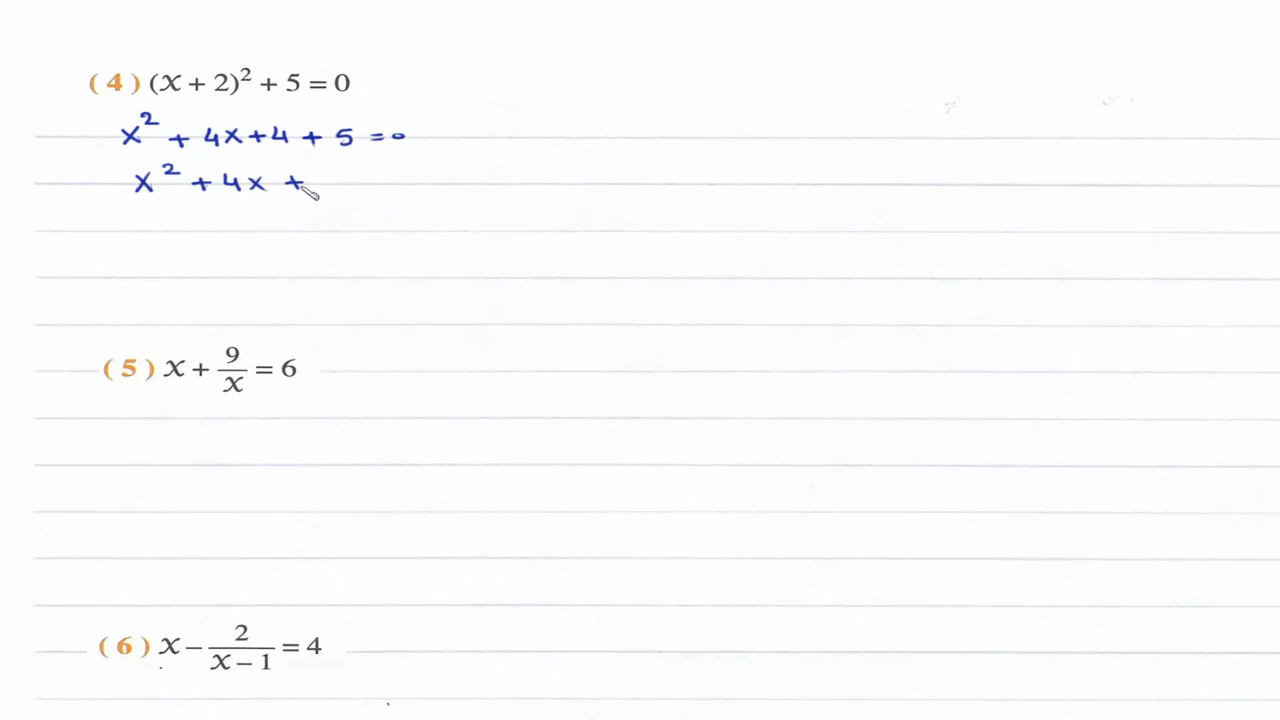 (4) (x + 2)² + 5 = 0
x² + 4x + 4 + 5 = 0
x² + 4x +
(5) x + 9/x = 6
(6) x − 2/(x − 1) = 4